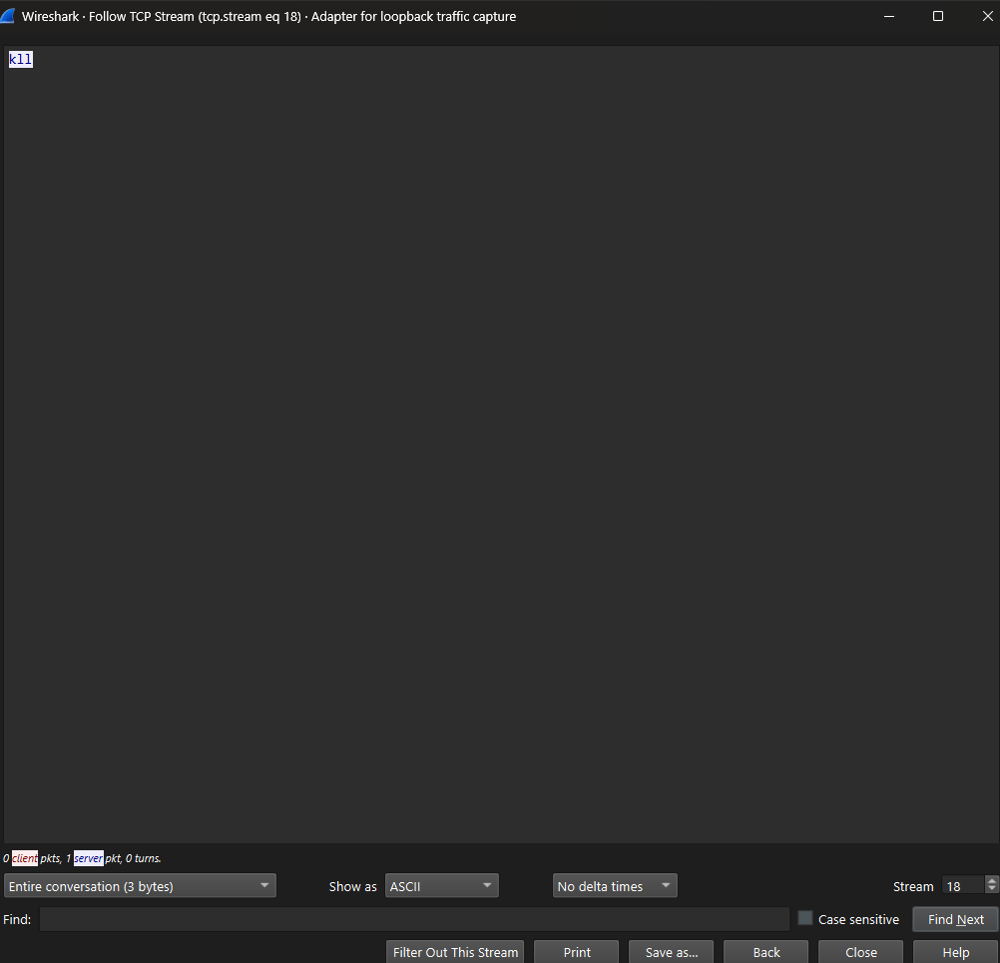 Wireshark · Follow TCP Stream (tcp.stream eq 18) · Adapter for loopback traffic capture
kll
0 client pkts, 1 server pkt, 0 turns.
Entire conversation (3 bytes) Show as ASCII No delta times Stream 18
Find: Case sensitive Find Next
Filter Out This Stream Print Save as... Back Close Help